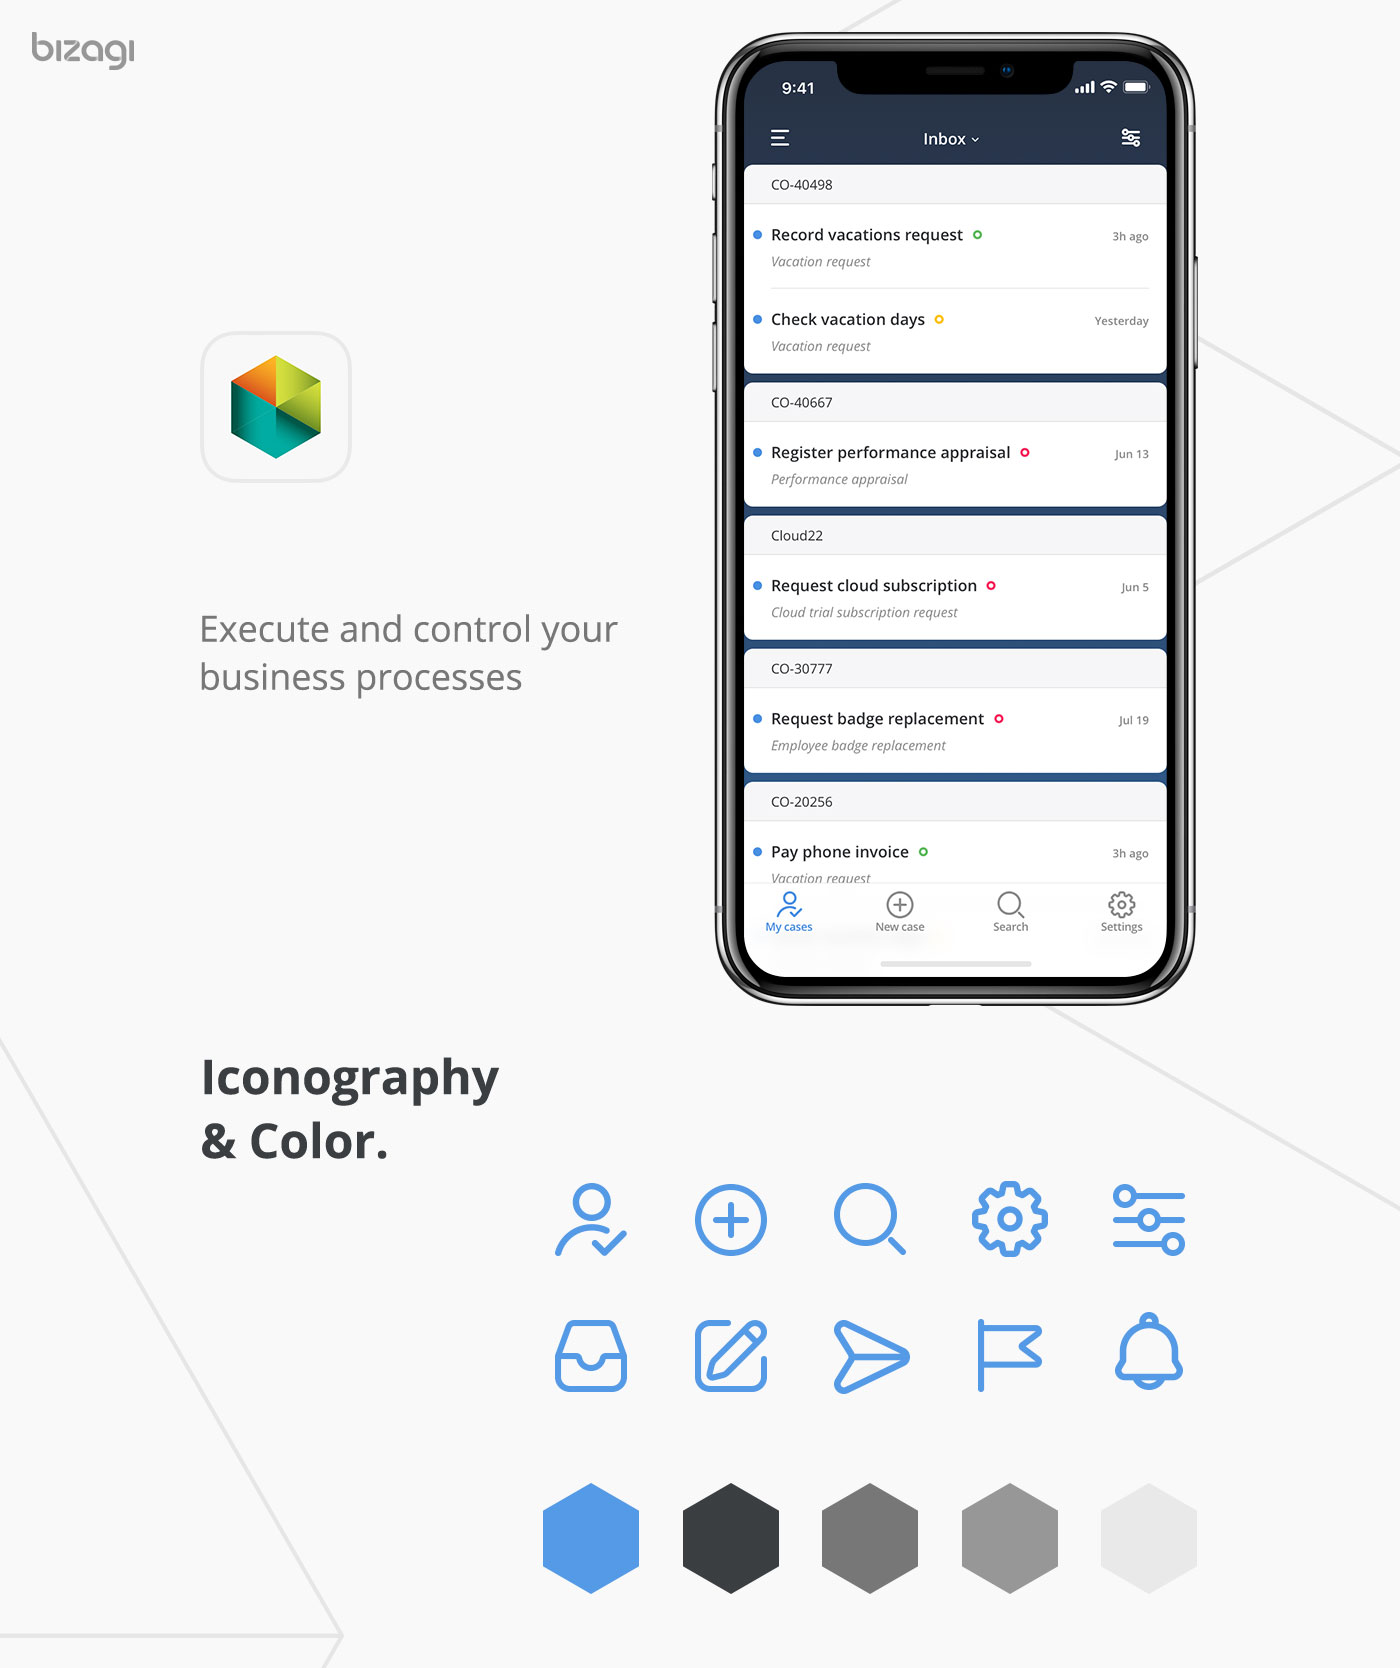 bizagi
9:41
Inbox
CO-40498
Record vacations request
3h ago
Vacation request
Check vacation days
Yesterday
Vacation request
CO-40667
Register performance appraisal
Jun 13
Performance appraisal
Cloud22
Request cloud subscription
Jun 5
Cloud trial subscription request
CO-30777
Request badge replacement
Jul 19
Employee badge replacement
CO-20256
Pay phone invoice
3h ago
Vacation request
My cases
New case
Search
Settings
Execute and control your
business processes
Iconography
& Color.